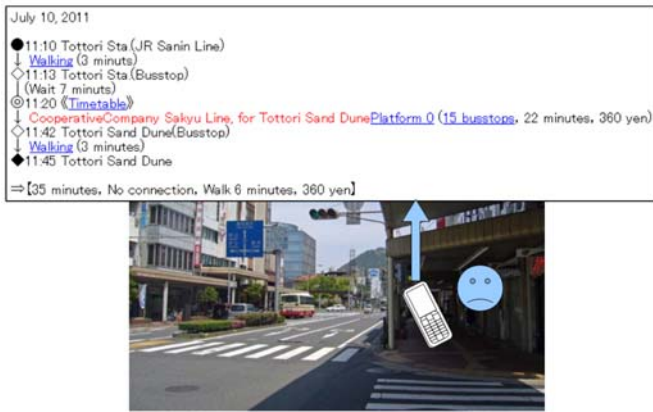 July 10, 2011
●11:10 Tottori Sta.(JR Sanin Line)
↓ Walking (3 minuts)
◇11:13 Tottori Sta.(Busstop)
│(Wait 7 minuts)
◎11:20 《Timetable》
↓ CooperativeCompany Sakyu Line, for Tottori Sand DunePlatform 0 (15 busstops, 22 minutes, 360 yen)
◇11:42 Tottori Sand Dune(Busstop)
↓ Walking (3 minutes)
◆11:45 Tottori Sand Dune
⇒【35 minutes, No connection, Walk 6 minutes, 360 yen】